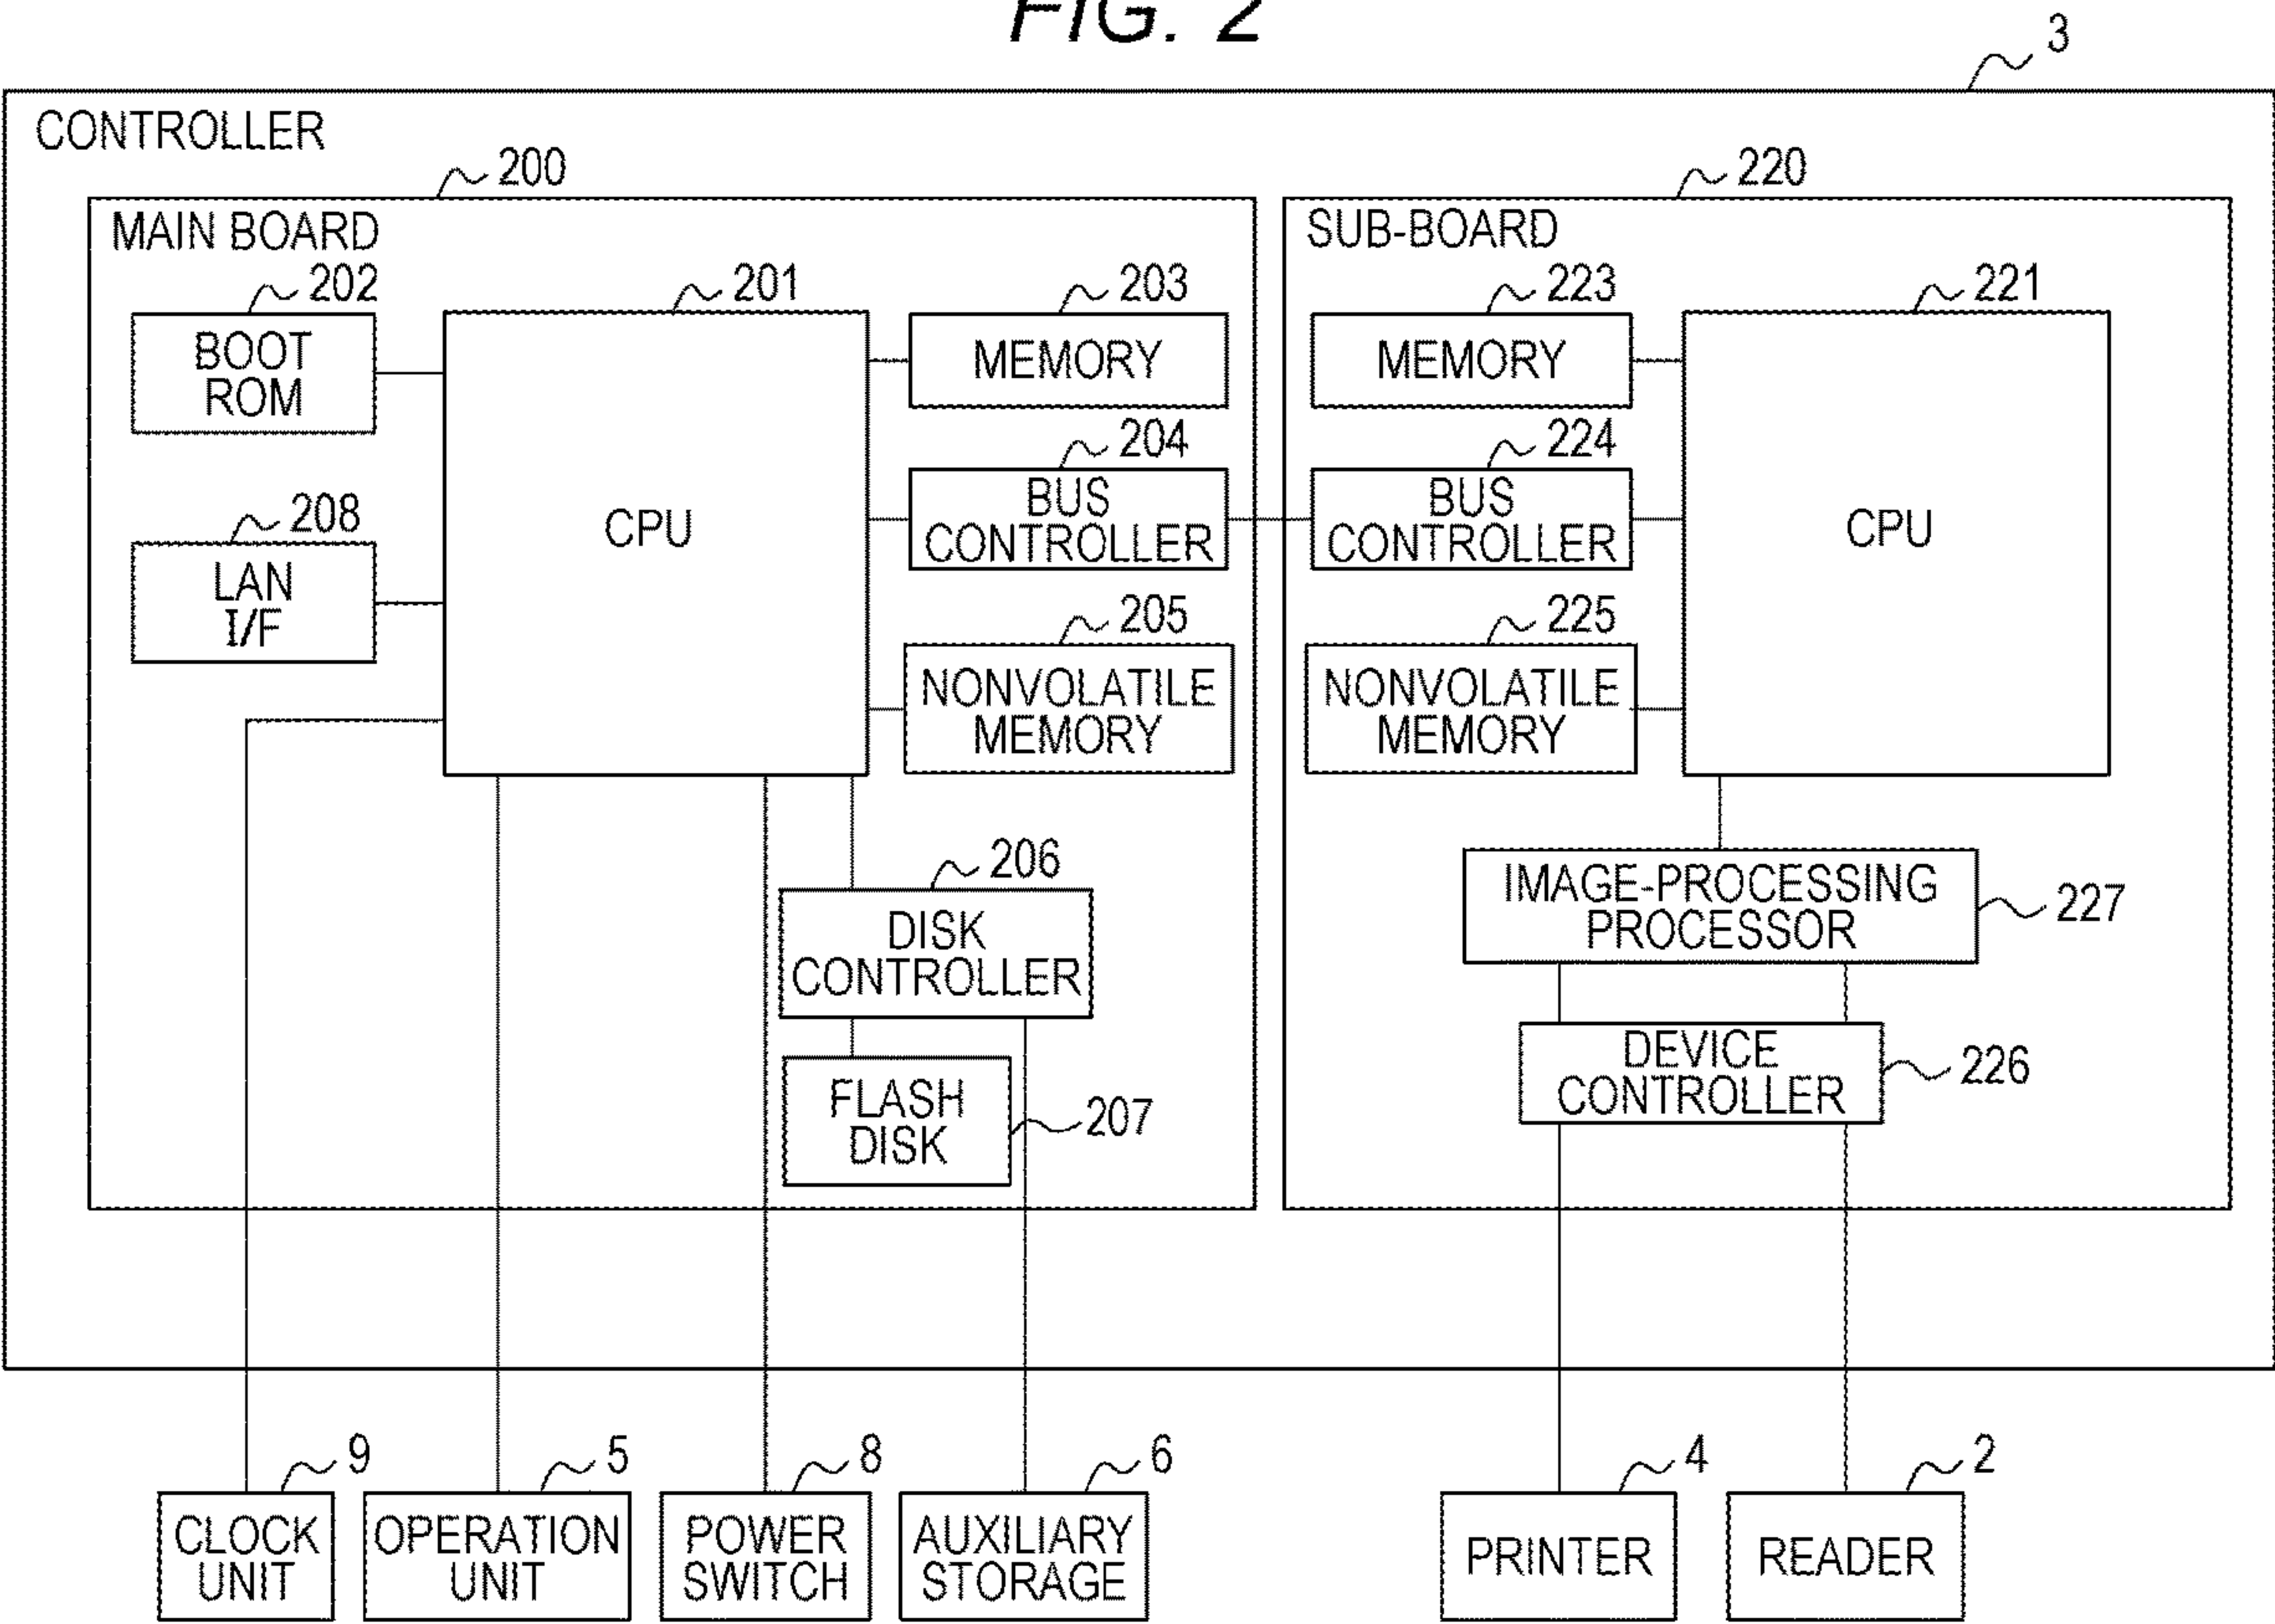 FIG. 2
3
CONTROLLER
200
220
MAIN BOARD
SUB-BOARD
202
201
203
223
221
BOOT
ROM
MEMORY
MEMORY
204
224
208
BUS
CONTROLLER
BUS
CONTROLLER
CPU
CPU
LAN
I/F
205
225
NONVOLATILE
MEMORY
NONVOLATILE
MEMORY
206
DISK
CONTROLLER
IMAGE-PROCESSING
PROCESSOR
227
FLASH
DISK
207
DEVICE
CONTROLLER
226
9
5
8
6
4
2
CLOCK
UNIT
OPERATION
UNIT
POWER
SWITCH
AUXILIARY
STORAGE
PRINTER
READER